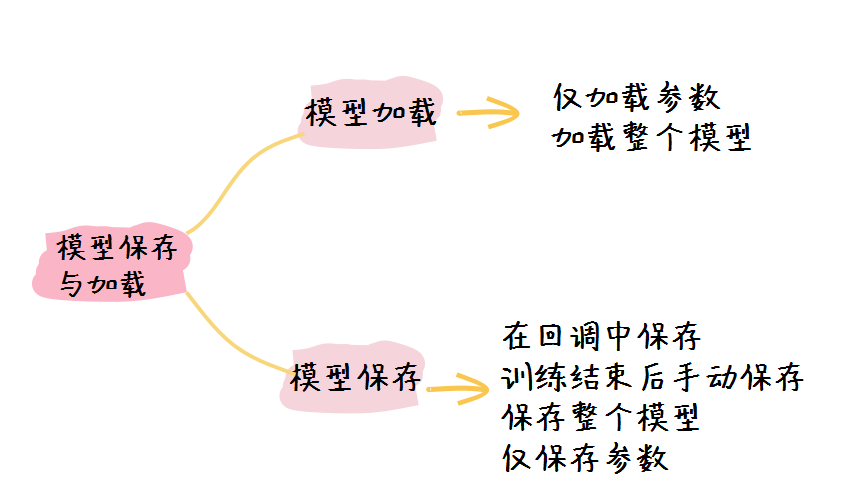 模型加载
仅加载参数
加载整个模型
模型保存
与加载
模型保存
在回调中保存
训练结束后手动保存
保存整个模型
仅保存参数